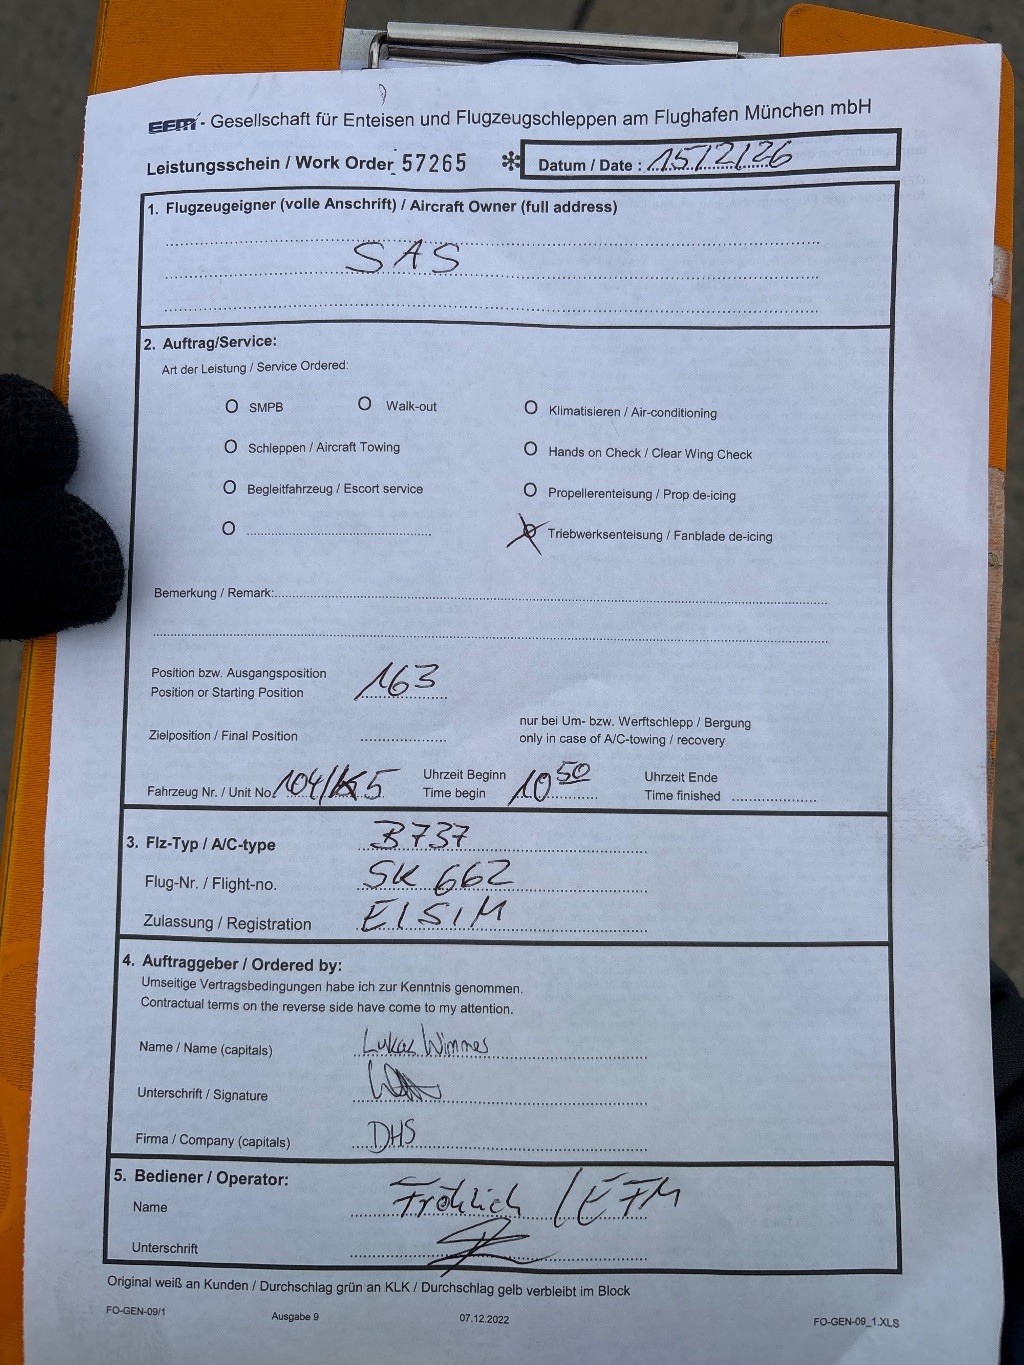 EFM - Gesellschaft für Enteisen und Flugzeugschleppen am Flughafen München mbH
Leistungsschein / Work Order 57265 * Datum / Date : 15/2/26
1. Flugzeugeigner (volle Anschrift) / Aircraft Owner (full address)
SAS
2. Auftrag/Service:
Art der Leistung / Service Ordered:
O SMPB O Walk-out O Klimatisieren / Air-conditioning
O Schleppen / Aircraft Towing O Hands on Check / Clear Wing Check
O Begleitfahrzeug / Escort service O Propellerenteisung / Prop de-icing
O Triebwerksenteisung / Fanblade de-icing
Bemerkung / Remark:
Position bzw. Ausgangsposition
Position or Starting Position 163
Zielposition / Final Position
nur bei Um- bzw. Werftschlepp / Bergung
only in case of A/C-towing / recovery
Fahrzeug Nr. / Unit No: 104/
Uhrzeit Beginn
Time begin 10 50
Uhrzeit Ende
Time finished
3. Flz-Typ / A/C-type B737
Flug-Nr. / Flight-no. SK 662
Zulassung / Registration EISIM
4. Auftraggeber / Ordered by:
Umseitige Vertragsbedingungen habe ich zur Kenntnis genommen.
Contractual terms on the reverse side have come to my attention.
Name / Name (capitals) Lukas Wimmes
Unterschrift / Signature
Firma / Company (capitals) DHS
5. Bediener / Operator:
Name Fröhlich / EFM
Unterschrift
Original weiß an Kunden / Durchschlag grün an KLK / Durchschlag gelb verbleibt im Block
FO-GEN-09/1 Ausgabe 9 07.12.2022 FO-GEN-09_1.XLS